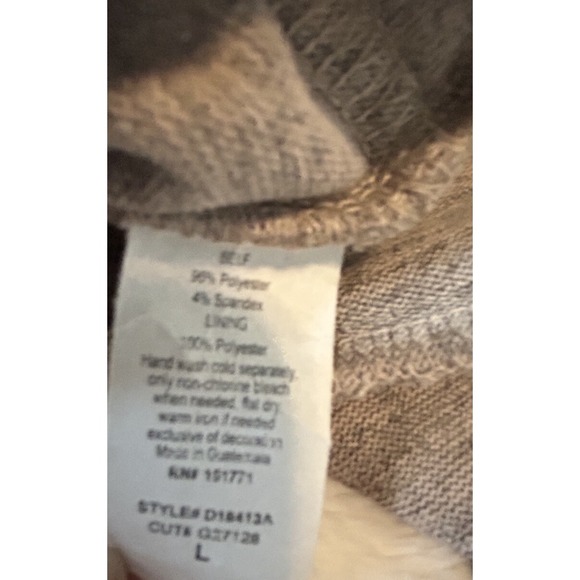 SELF
96% Polyester
4% Spandex
LINING
100% Polyester
Hand wash cold separately,
only non-chlorine bleach
when needed, flat dry,
warm iron if needed
exclusive of decoration
Made in Guatemala
RN# 151771
STYLE# D18413A
CUT# G27128
L